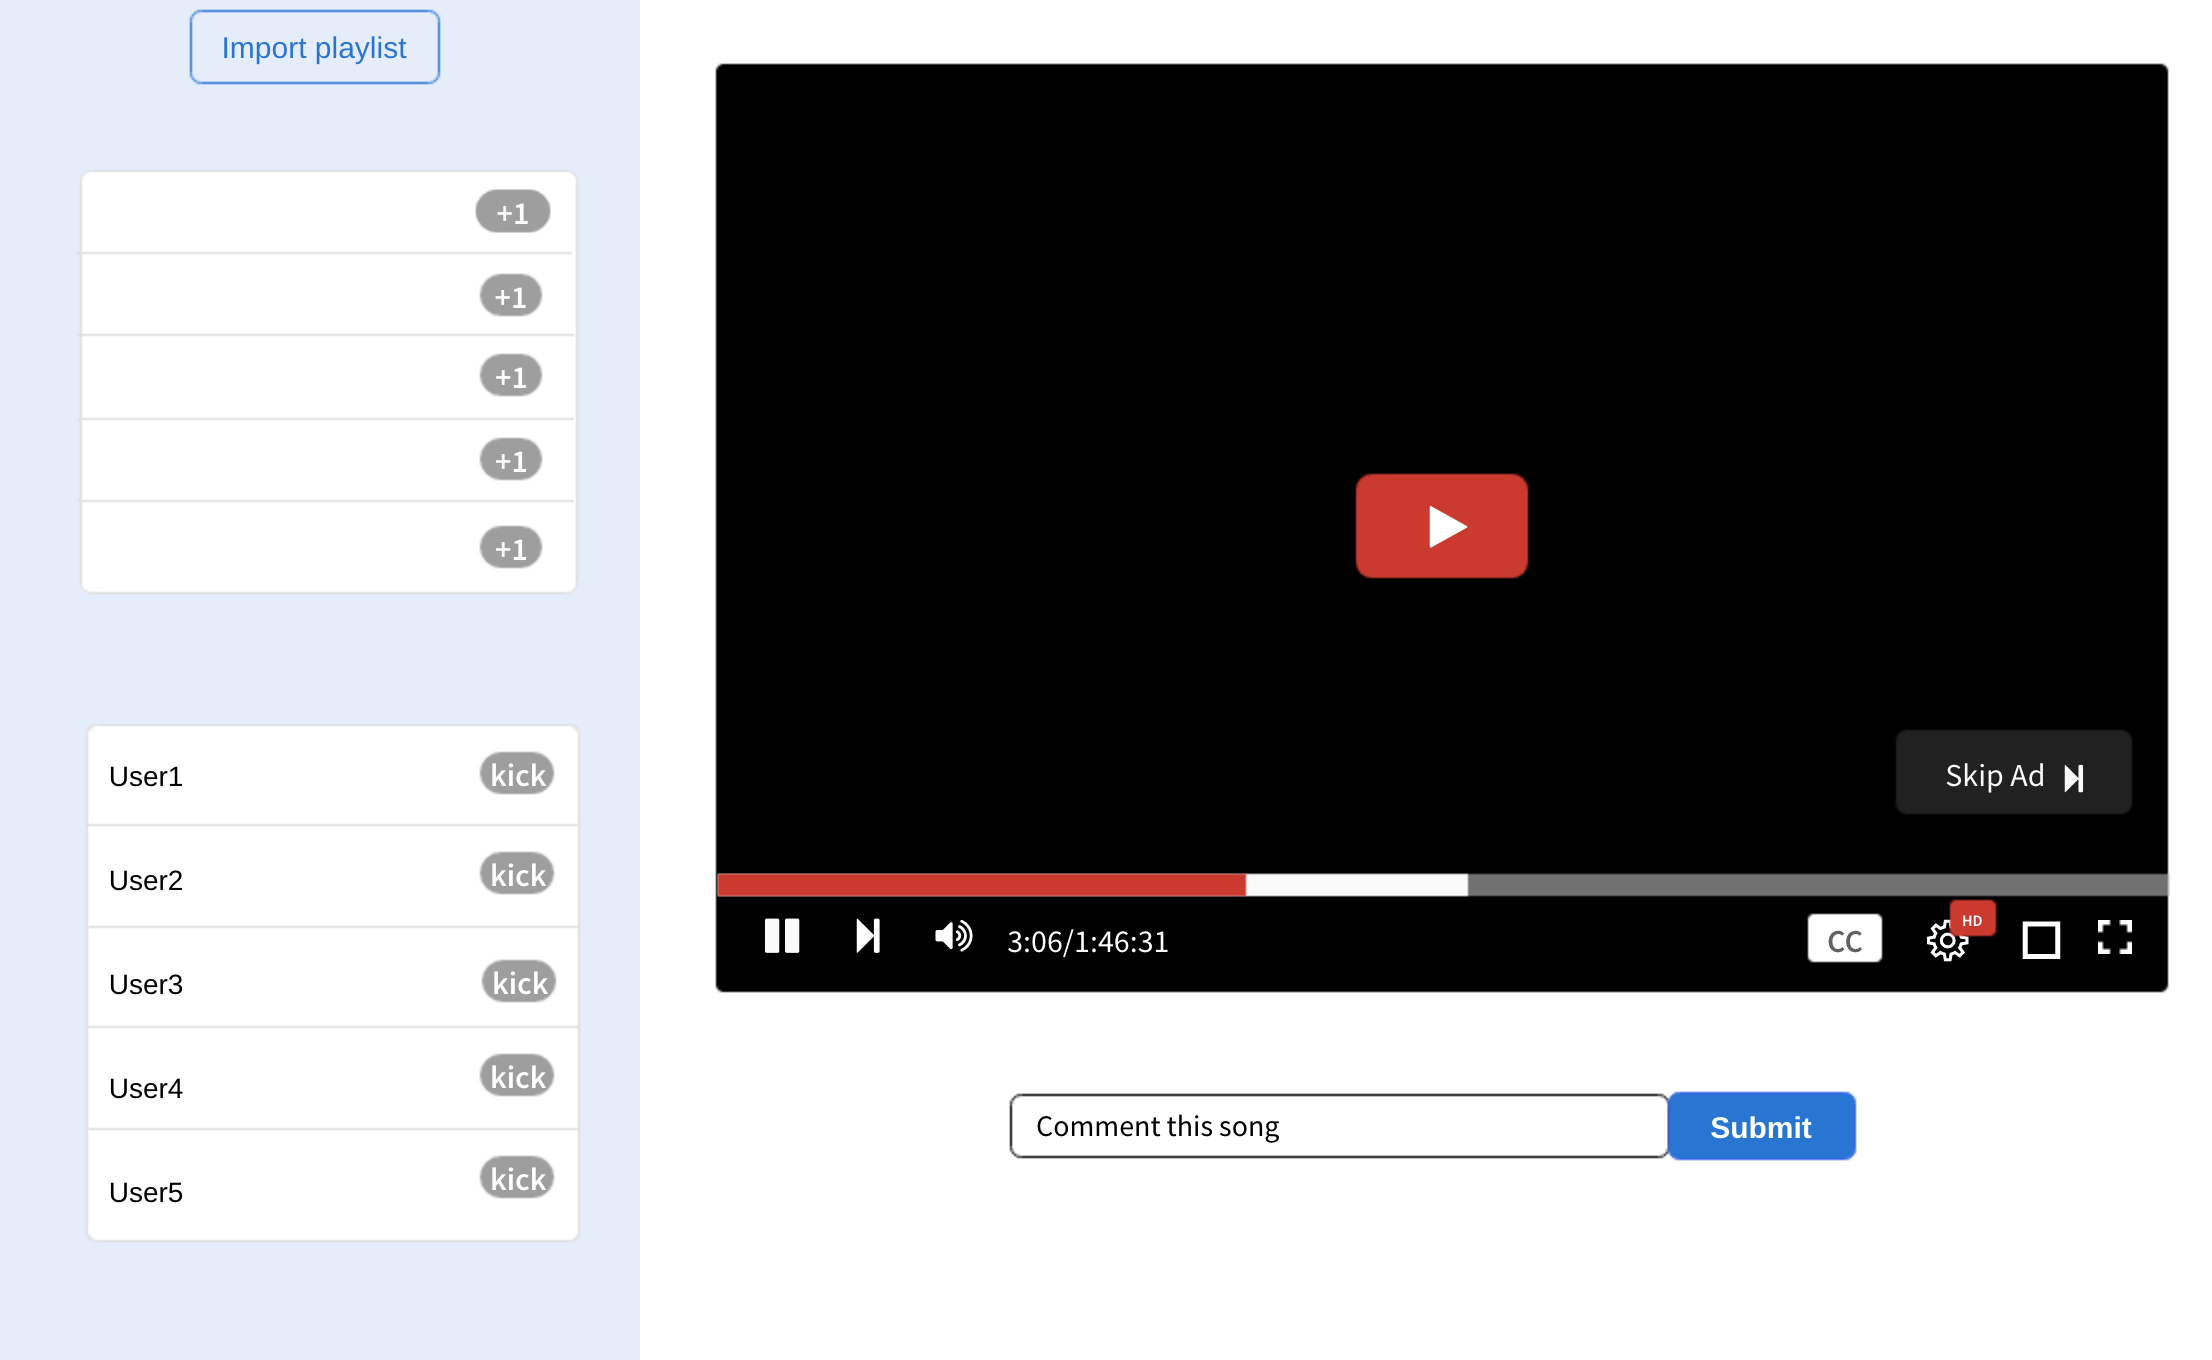 Import playlist
+1
+1
+1
+1
+1
User1 kick
User2 kick
User3 kick
User4 kick
User5 kick
Skip Ad
3:06/1:46:31
CC
HD
Comment this song
Submit